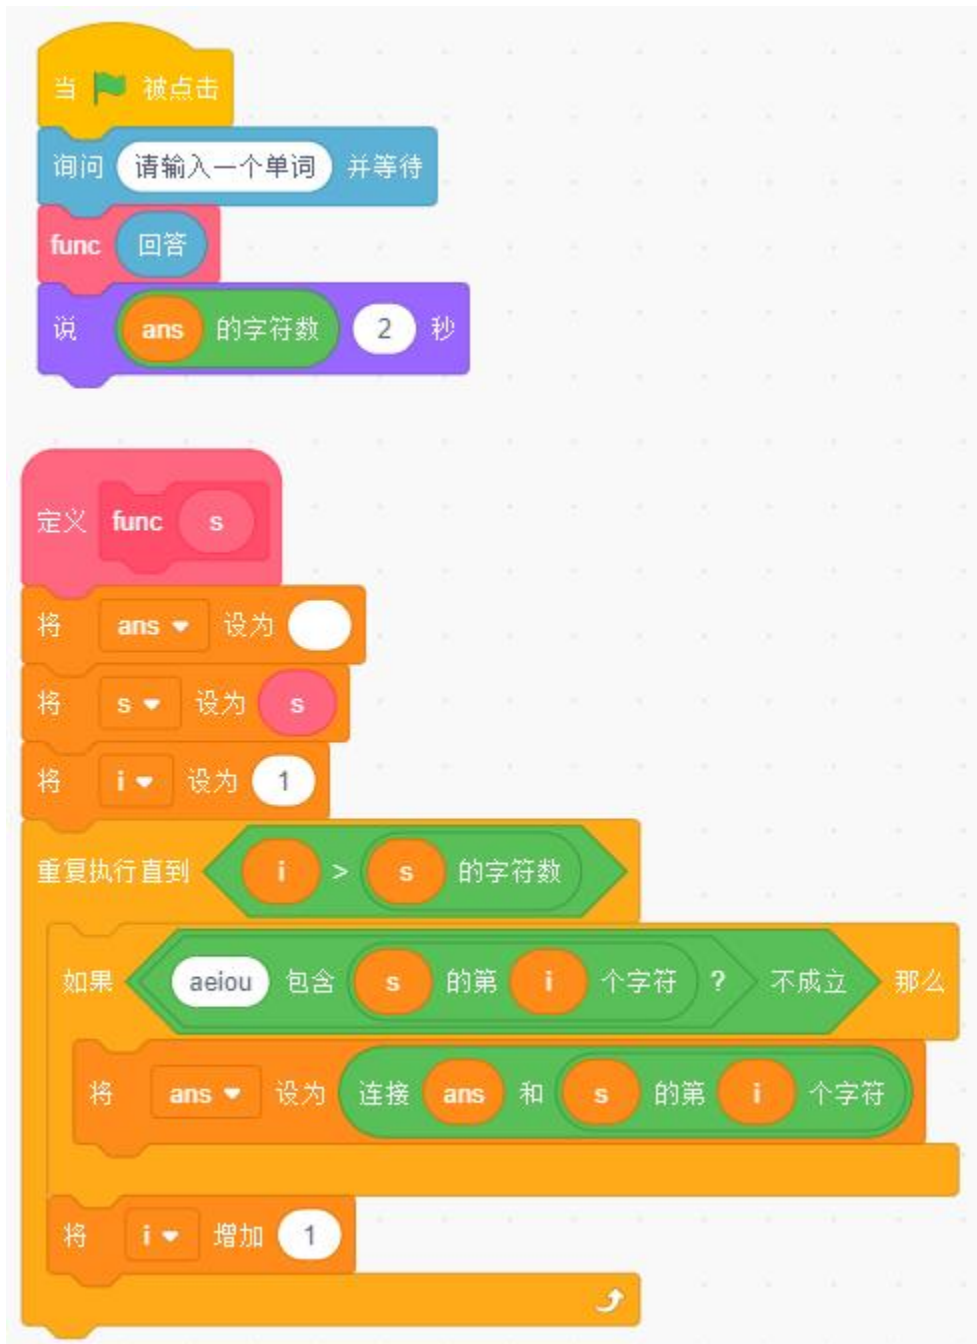 当 被点击
询问 请输入一个单词 并等待
func 回答
说 ans 的字符数 2 秒
定义 func s
将 ans 设为
将 s 设为 s
将 i 设为 1
重复执行直到 i > s 的字符数
如果 aeiou 包含 s 的第 i 个字符 ? 不成立 那么
将 ans 设为 连接 ans 和 s 的第 i 个字符
将 i 增加 1